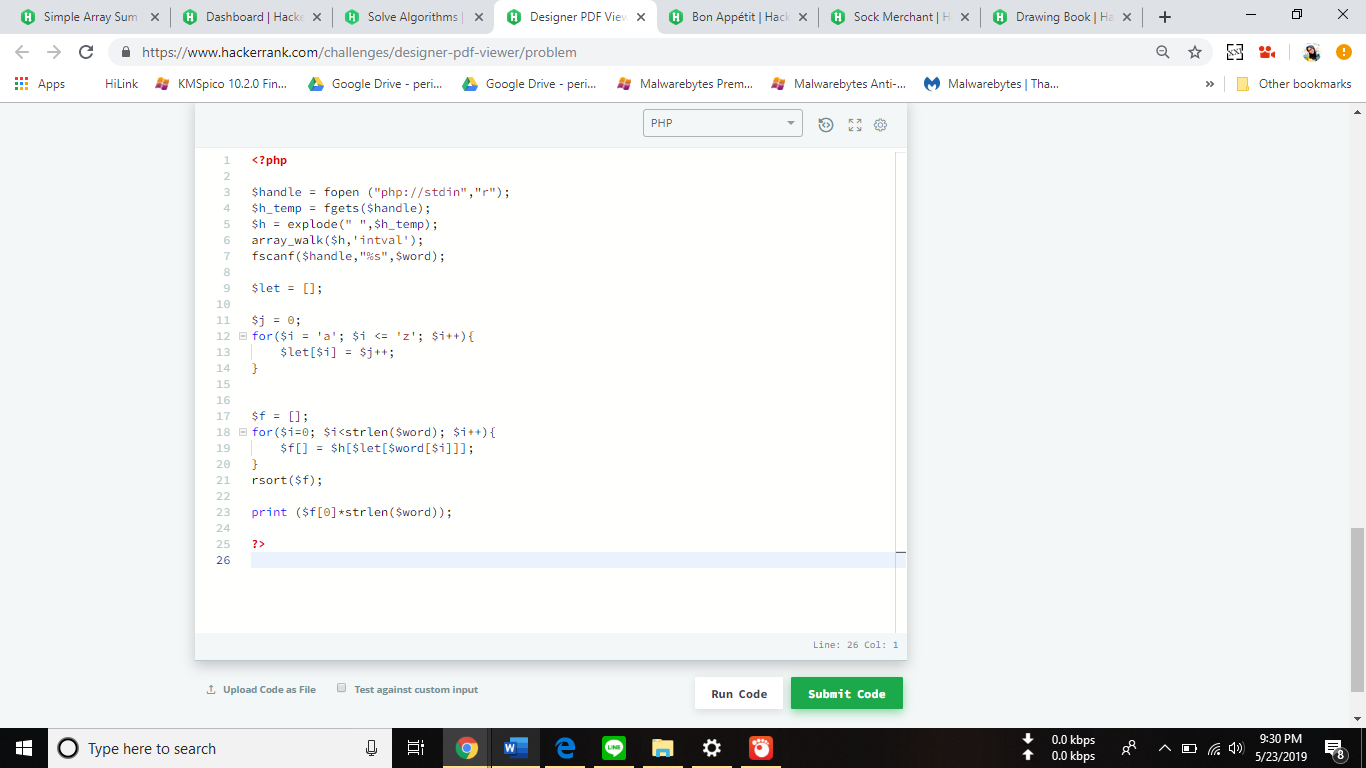 Simple Array Sum
Dashboard | Hacke
Solve Algorithms |
Designer PDF View
Bon Appétit | Hack
Sock Merchant | H
Drawing Book | Ha
https://www.hackerrank.com/challenges/designer-pdf-viewer/problem
Apps
HiLink
KMSpico 10.2.0 Fin...
Google Drive - peri...
Google Drive - peri...
Malwarebytes Prem...
Malwarebytes Anti-...
Malwarebytes | Tha...
»
Other bookmarks
PHP
1 <?php
2
3 $handle = fopen ("php://stdin","r");
4 $h_temp = fgets($handle);
5 $h = explode(" ",$h_temp);
6 array_walk($h,'intval');
7 fscanf($handle,"%s",$word);
8
9 $let = [];
10
11 $j = 0;
12 for($i = 'a'; $i <= 'z'; $i++){
13 $let[$i] = $j++;
14 }
15
16
17 $f = [];
18 for($i=0; $i<strlen($word); $i++){
19 $f[] = $h[$let[$word[$i]]];
20 }
21 rsort($f);
22
23 print ($f[0]*strlen($word));
24
25 ?>
26
Line: 26 Col: 1
Upload Code as File
Test against custom input
Run Code
Submit Code
Type here to search
0.0 kbps
0.0 kbps
9:30 PM
5/23/2019
8